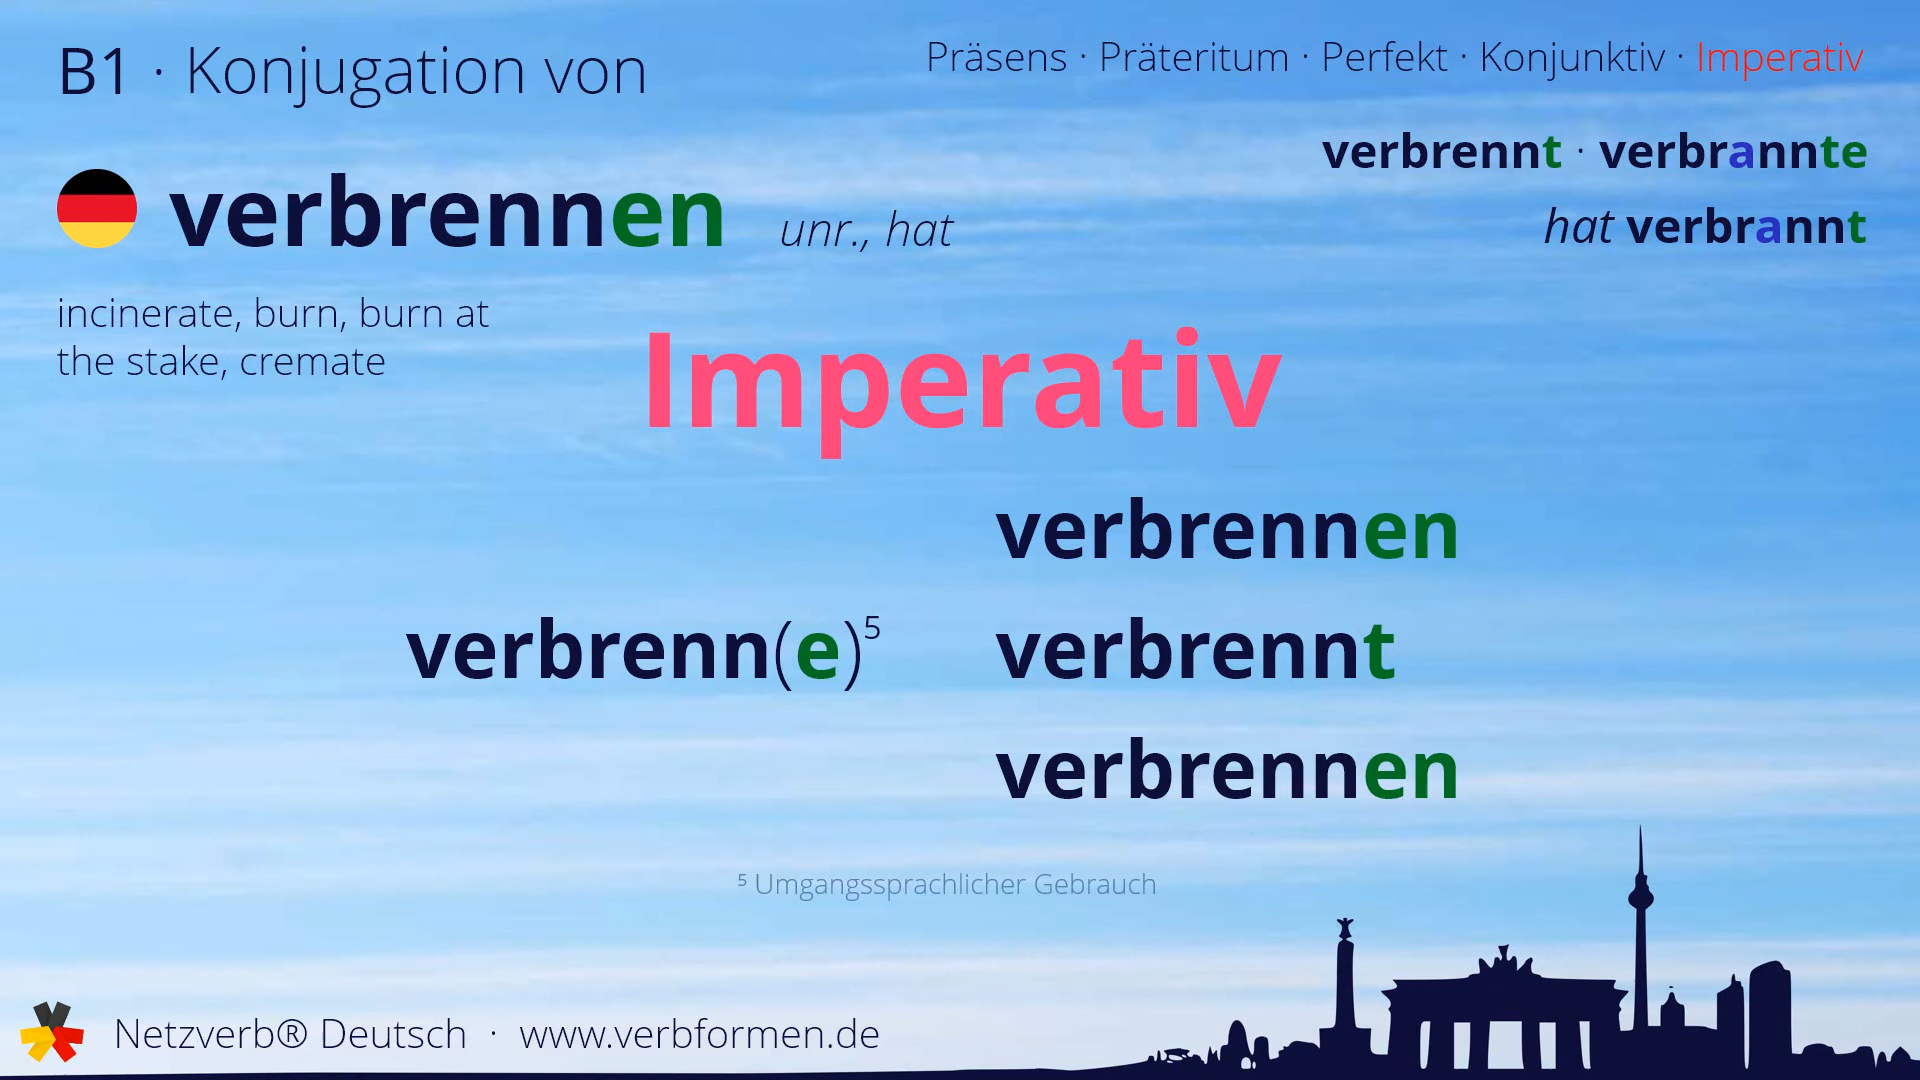 B1 · Konjugation von
Präsens · Präteritum · Perfekt · Konjunktiv · Imperativ
verbrennen unr., hat
verbrennt · verbrannte
hat verbrannt
incinerate, burn, burn at
the stake, cremate
Imperativ
verbrennen
verbrenn(e)⁵ verbrennt
verbrennen
⁵ Umgangssprachlicher Gebrauch
Netzverb® Deutsch · www.verbformen.de